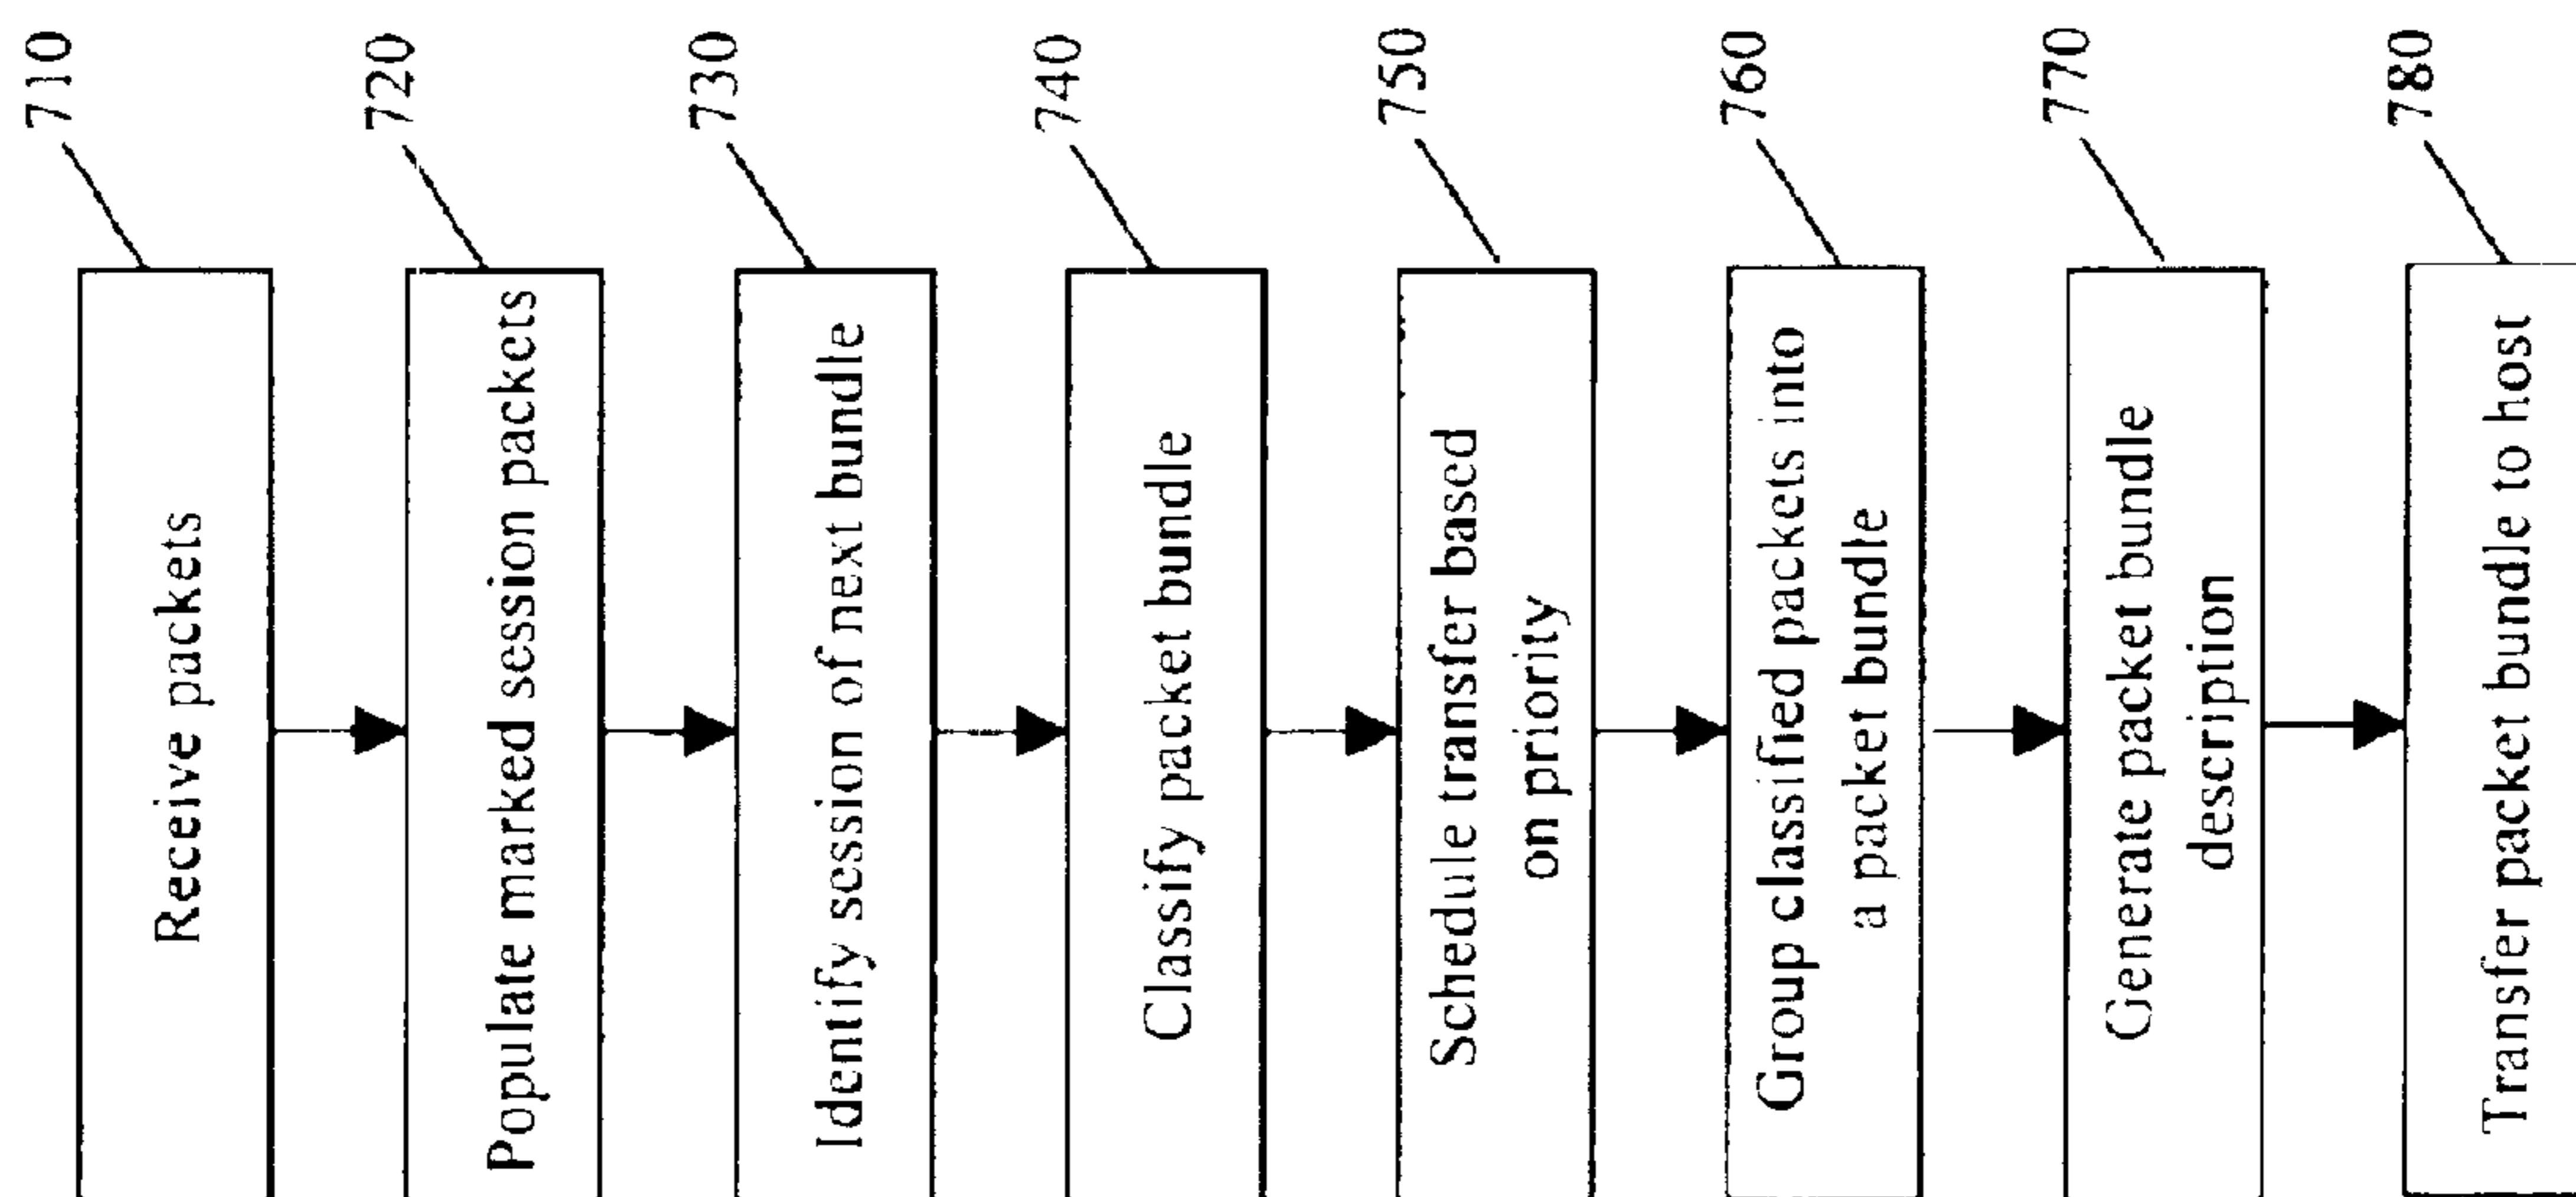 710
Receive packets
720
Populate marked session packets
730
Identify session of next bundle
740
Classify packet bundle
750
Schedule transfer based
on priority
760
Group classified packets into
a packet bundle
770
Generate packet bundle
description
780
Transfer packet bundle to host